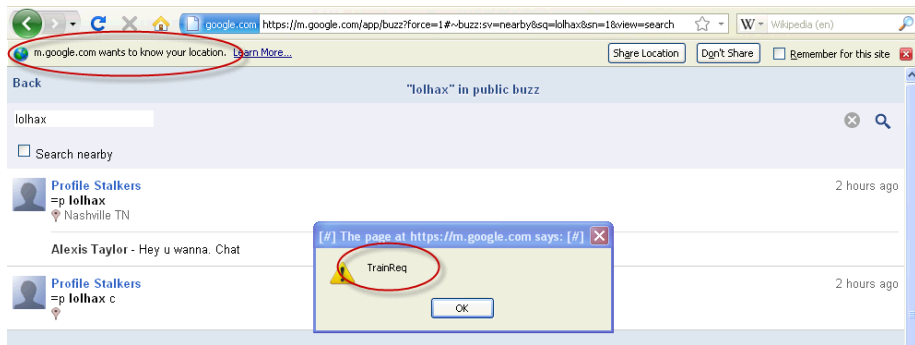 google.com https://m.google.com/app/buzz?force=1#~buzz:sv=nearby&sq=lolhax&sn=1&view=search W Wikipedia (en)
m.google.com wants to know your location. Learn More... Share Location Don't Share Remember for this site
Back "lolhax" in public buzz
lolhax
Search nearby
Profile Stalkers 2 hours ago
=p lolhax
Nashville TN
Alexis Taylor - Hey u wanna. Chat
[#] The page at https://m.google.com says: [#]
TrainReq
OK
Profile Stalkers 2 hours ago
=p lolhax c